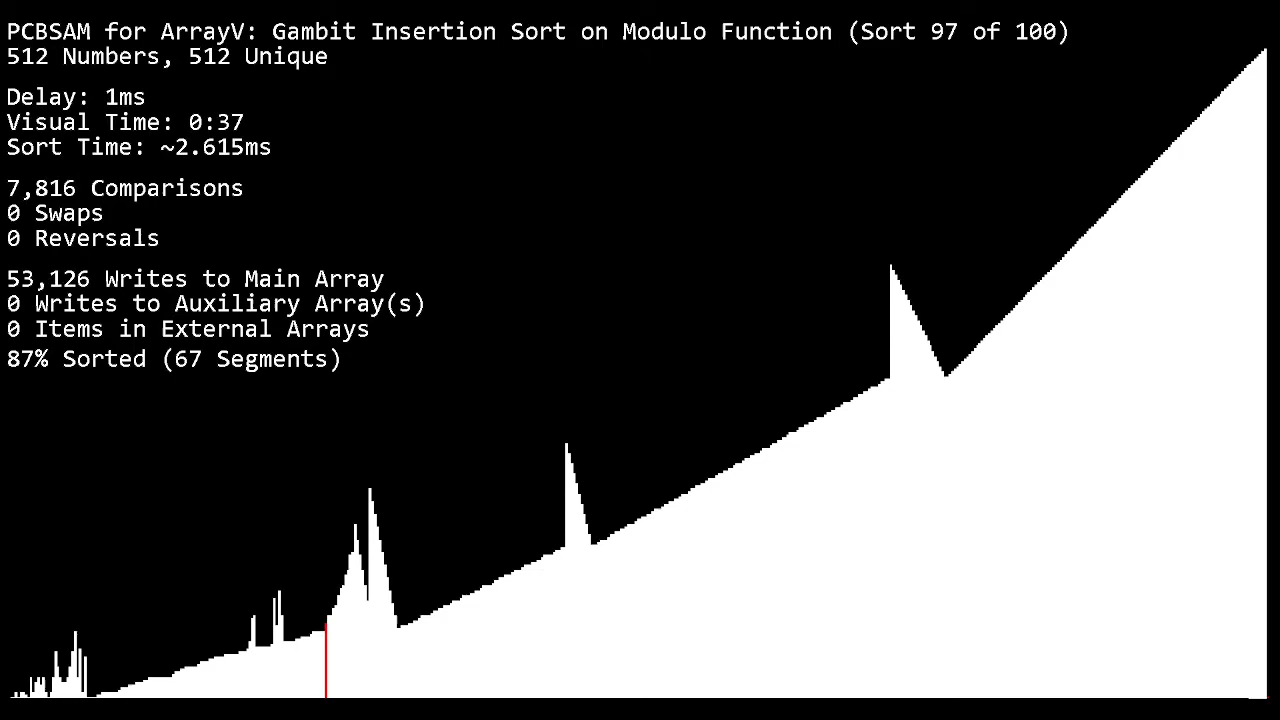 PCBSAM for ArrayV: Gambit Insertion Sort on Modulo Function (Sort 97 of 100)
512 Numbers, 512 Unique
Delay: 1ms
Visual Time: 0:37
Sort Time: ~2.615ms
7,816 Comparisons
0 Swaps
0 Reversals
53,126 Writes to Main Array
0 Writes to Auxiliary Array(s)
0 Items in External Arrays
87% Sorted (67 Segments)